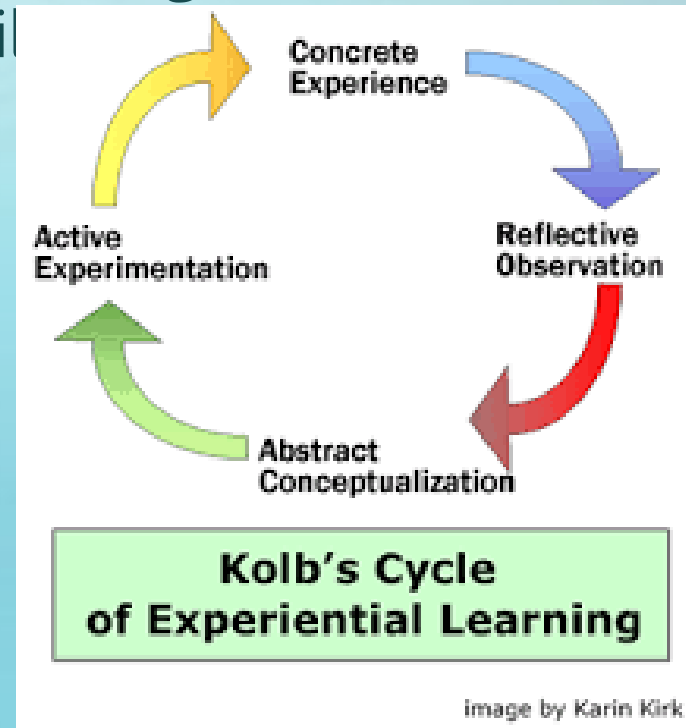 Concrete
Experience
Reflective
Observation
Abstract
Conceptualization
Active
Experimentation
Kolb's Cycle
of Experiential Learning
image by Karin Kirk